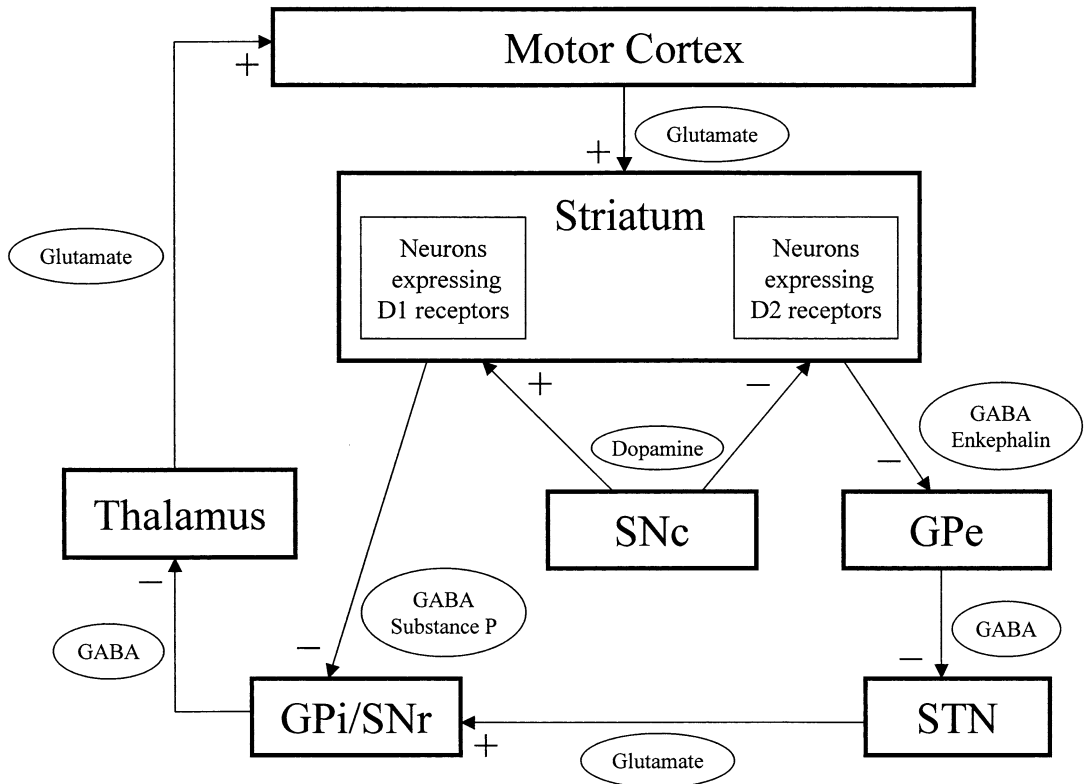 Motor Cortex
+
Glutamate
+
Striatum
Neurons
expressing
D1 receptors
Neurons
expressing
D2 receptors
Glutamate
+
−
GABA
Enkephalin
Dopamine
−
Thalamus
SNc
GPe
−
GABA
Substance P
GABA
GABA
−
−
GPi/SNr
STN
+
Glutamate